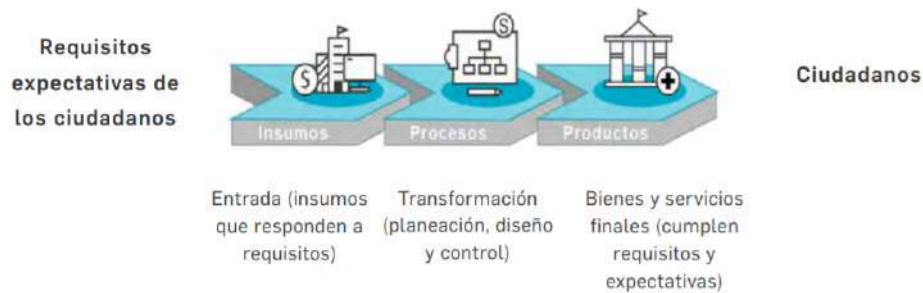 Requisitos
expectativas de
los ciudadanos
$
$
Insumos
Procesos
Productos
Ciudadanos
Entrada (insumos
que responden a
requisitos)
Transformación
(planeación, diseño
y control)
Bienes y servicios
finales (cumplen
requisitos y
expectativas)